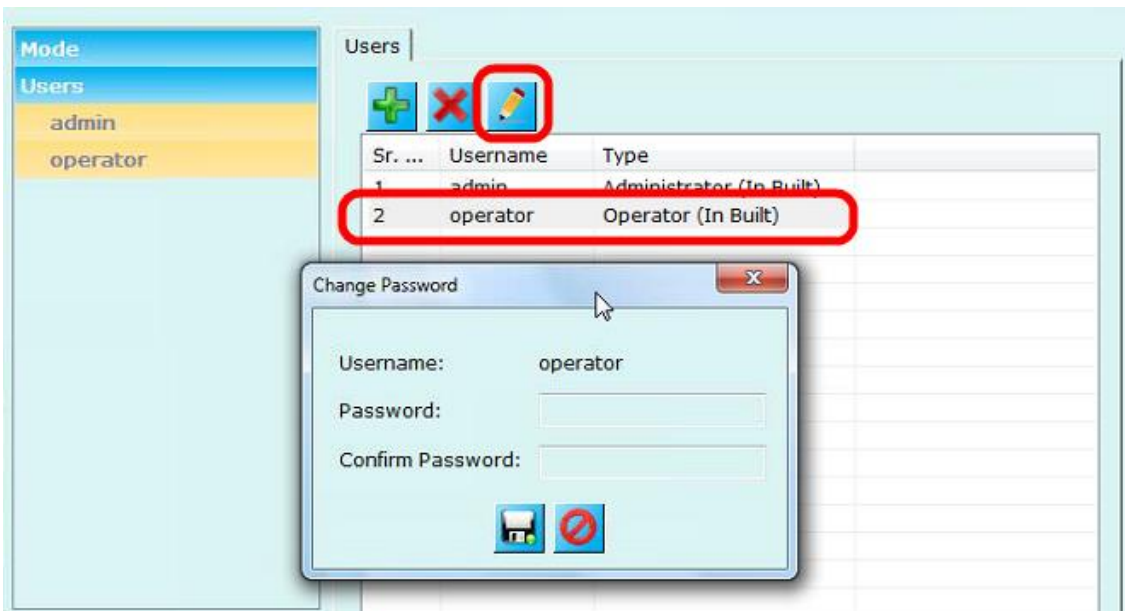 Mode
Users
admin
operator
Users
Sr. ... Username Type
1 admin Administrator (In Built)
2 operator Operator (In Built)
Change Password
Username: operator
Password:
Confirm Password: